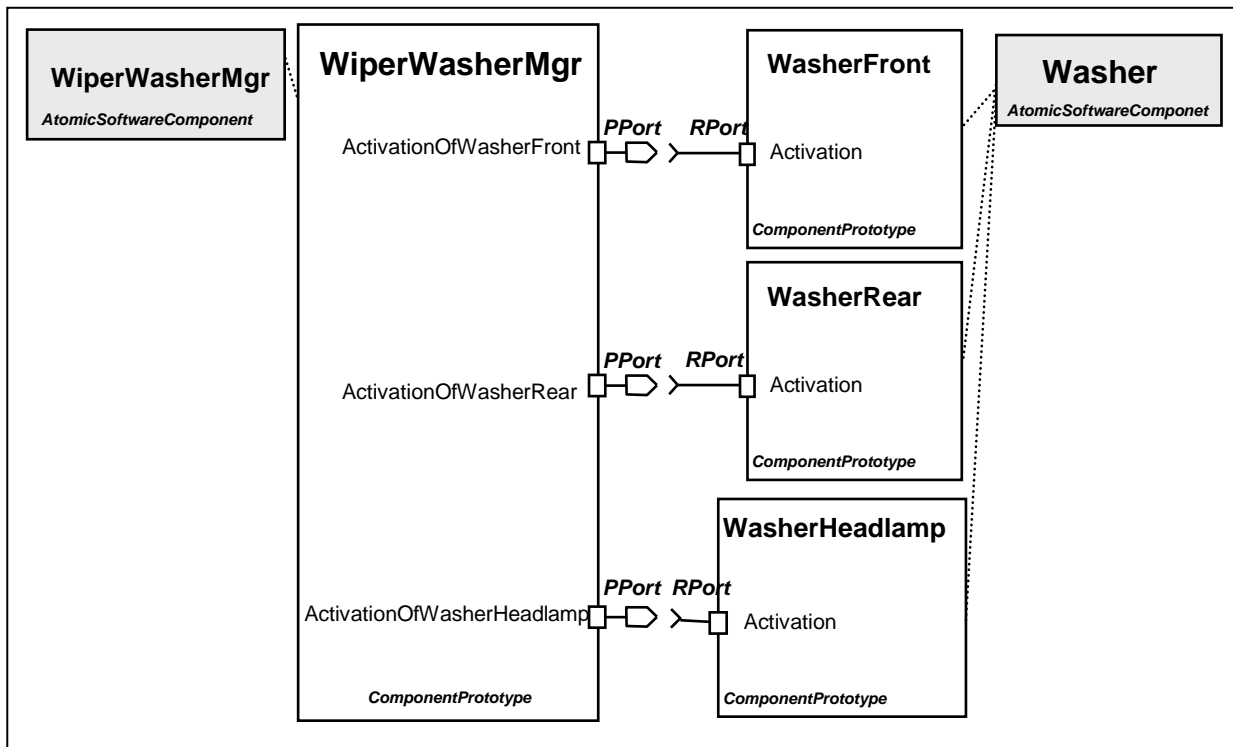 WiperWasherMgr
AtomicSoftwareComponent
WiperWasherMgr
ActivationOfWasherFront
ActivationOfWasherRear
ActivationOfWasherHeadlamp
ComponentPrototype
PPort RPort
PPort RPort
PPort RPort
WasherFront
Activation
ComponentPrototype
WasherRear
Activation
ComponentPrototype
WasherHeadlamp
Activation
ComponentPrototype
Washer
AtomicSoftwareComponet